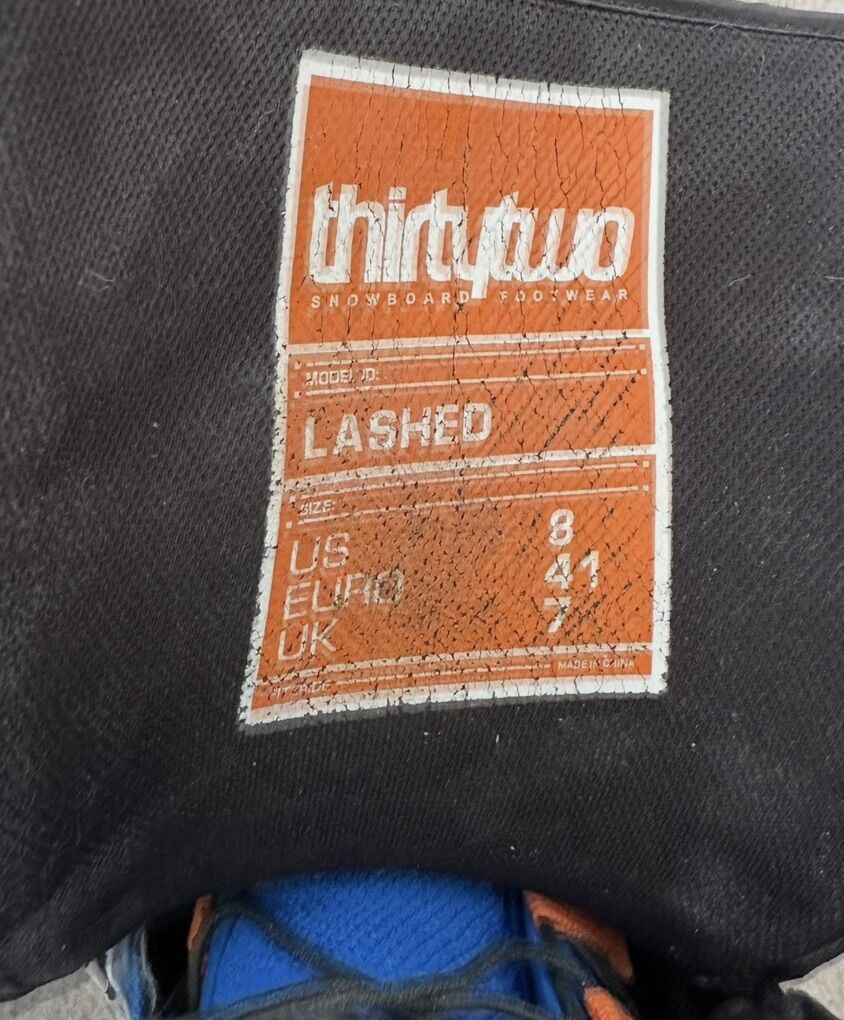 thirtytwo
SNOWBOARD FOOTWEAR
MODEL ID:
LASHED
SIZE:
US 8
EURO 41
UK 7
MADE IN CHINA